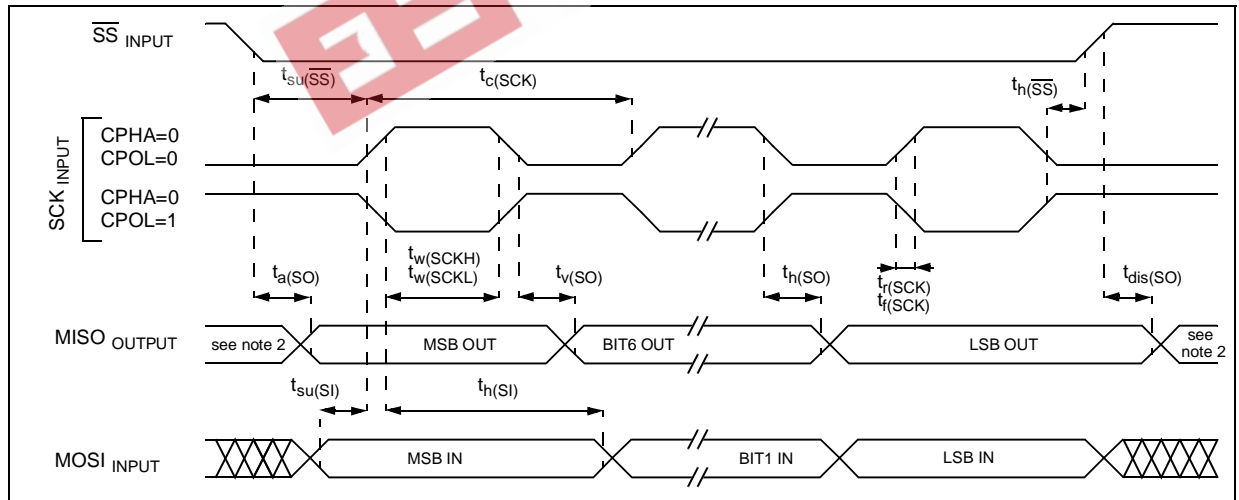 SS INPUT
tsu(SS)
tc(SCK)
th(SS)
SCK INPUT
CPHA=0
CPOL=0
CPHA=0
CPOL=1
ta(SO)
tw(SCKH)
tw(SCKL)
tv(SO)
th(SO)
tr(SCK)
tf(SCK)
tdis(SO)
MISO OUTPUT
see note 2
MSB OUT
BIT6 OUT
LSB OUT
see
note 2
tsu(SI)
th(SI)
MOSI INPUT
MSB IN
BIT1 IN
LSB IN